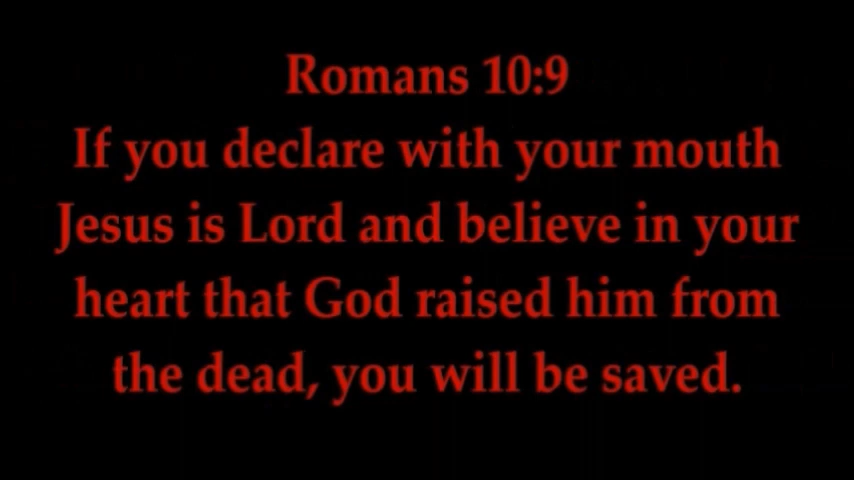 Romans 10:9
If you declare with your mouth
Jesus is Lord and believe in your
heart that God raised him from
the dead, you will be saved.